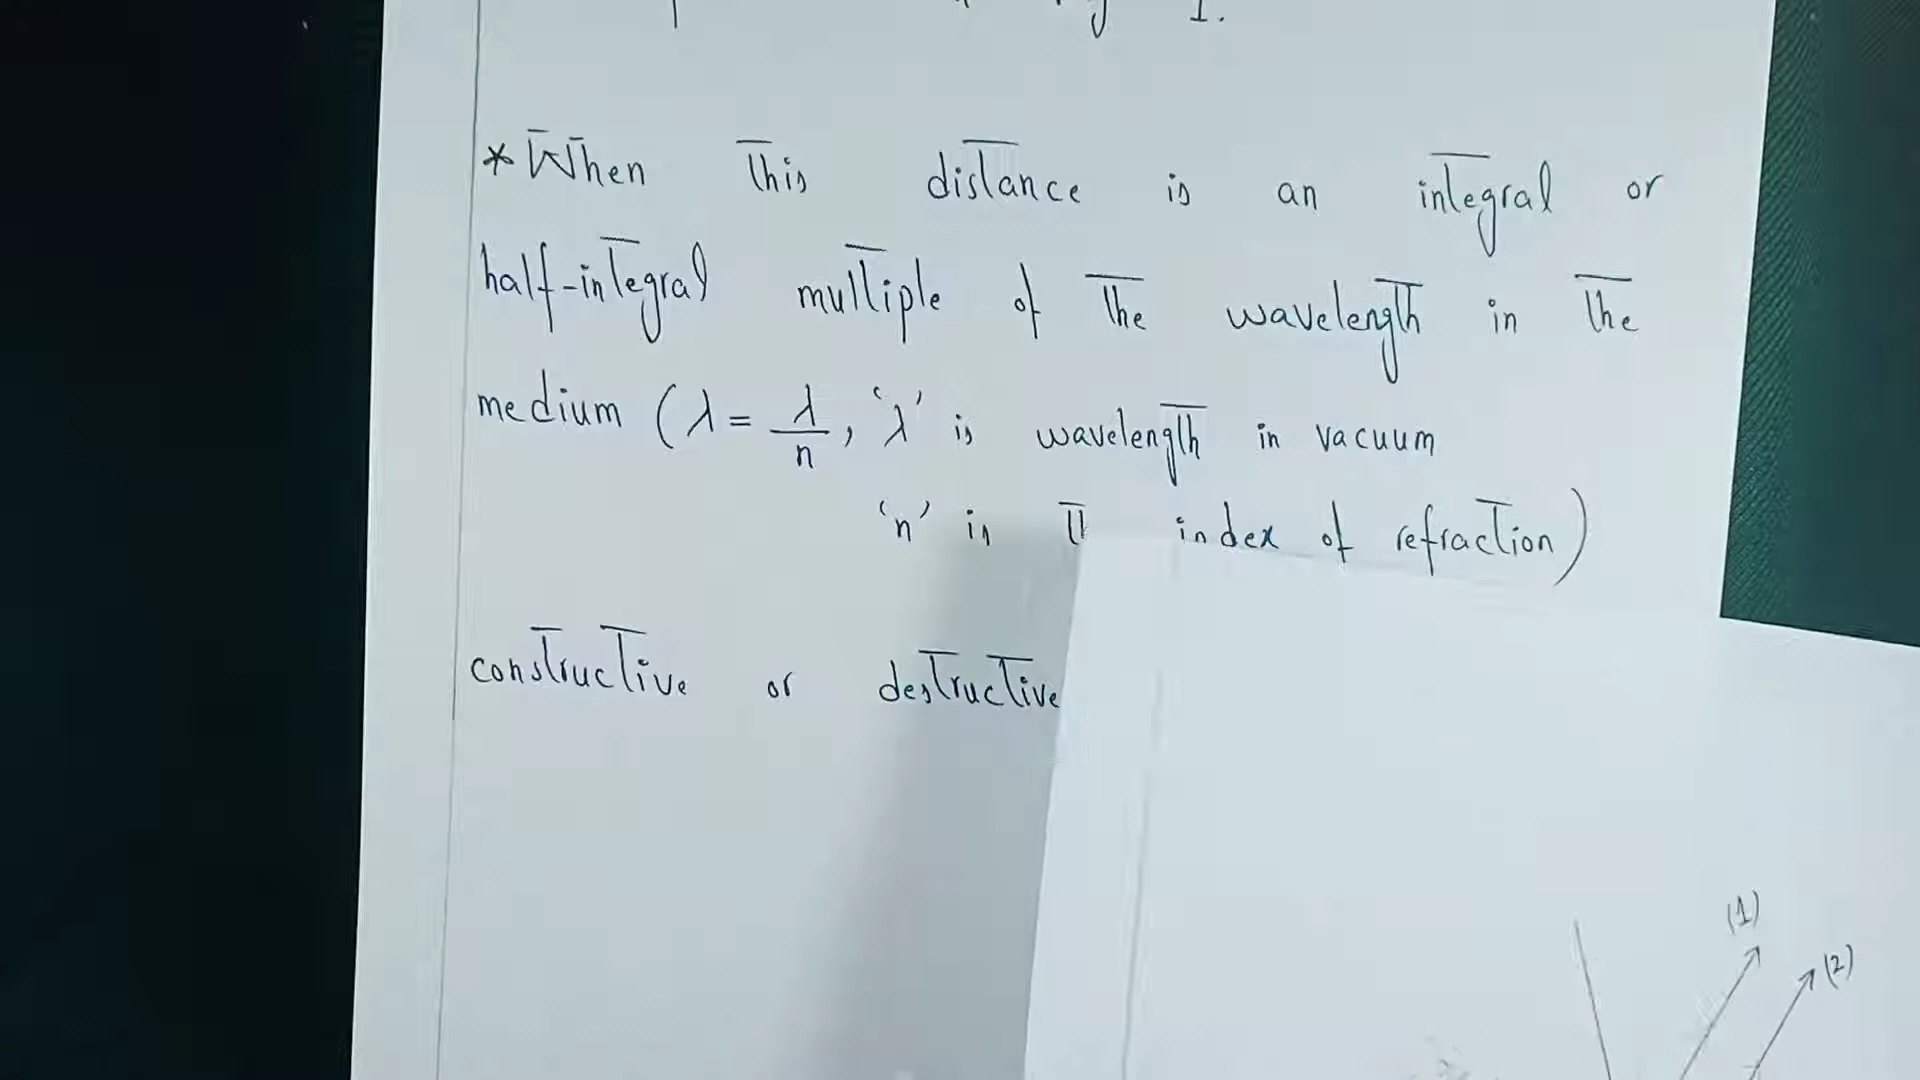 1.
*When this distance is an integral or
half-integral multiple of the wavelength in the
medium (λ = λ/n, 'λ' is wavelength in vacuum
'n' is index of refraction)
constructive or destructive
(1)
(2)